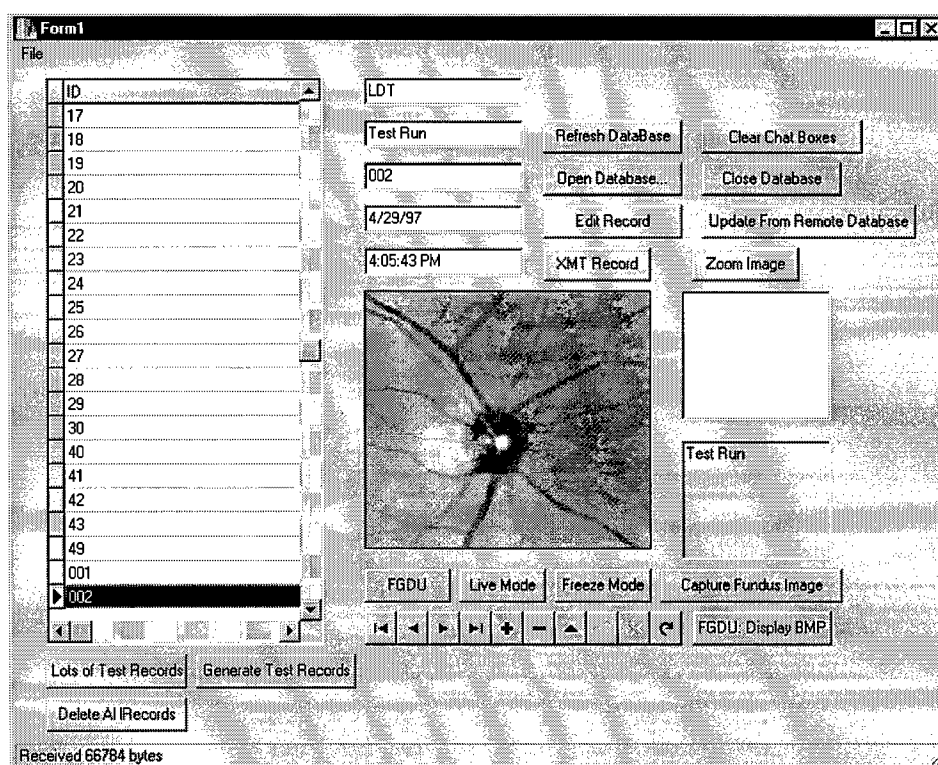 Form1
File
ID
17
18
19
20
21
22
23
24
25
26
27
28
29
30
40
41
42
43
49
001
002
LDT
Test Run
002
4/29/97
4:05:43 PM
Refresh DataBase
Clear Chat Boxes
Open Database...
Close Database
Edit Record
Update From Remote Database
XMT Record
Zoom Image
Test Run
FGDU
Live Mode
Freeze Mode
Capture Fundus Image
FGDU: Display BMP
Lots of Test Records
Generate Test Records
Delete Al lRecords
Received 66784 bytes